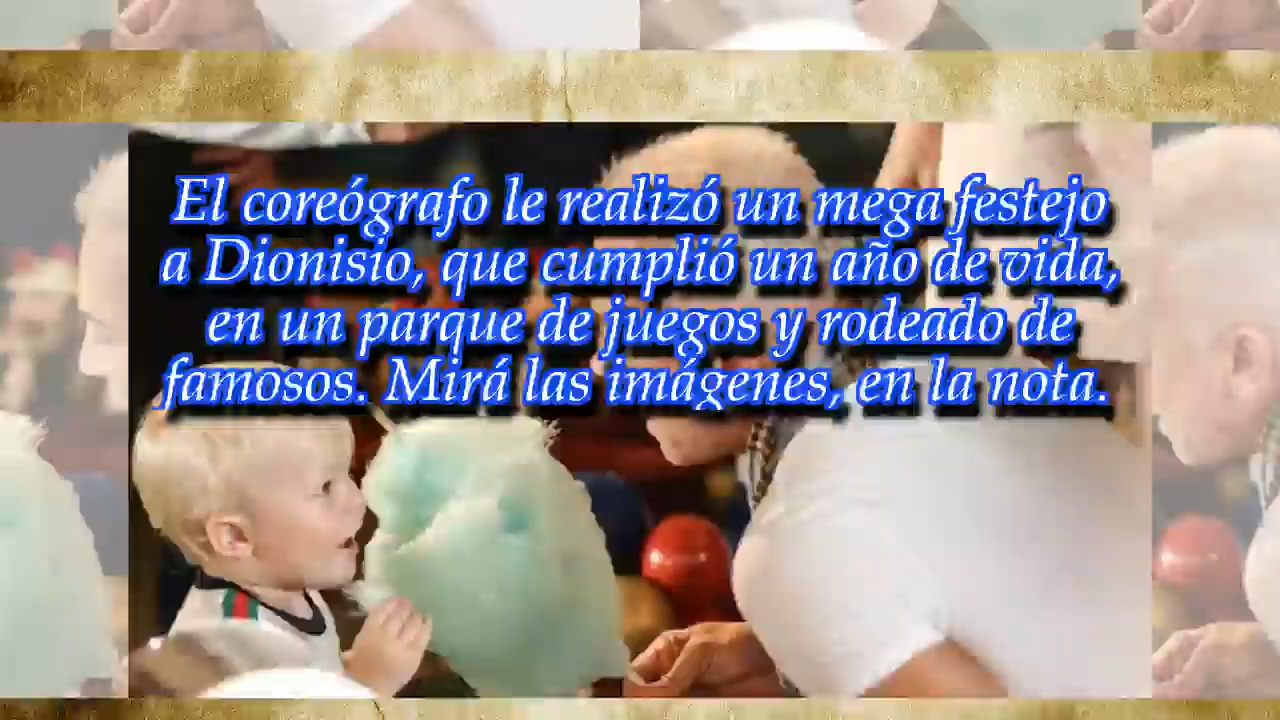 El coreógrafo le realizó un mega festejo
a Dionisio, que cumplió un año de vida,
en un parque de juegos y rodeado de
famosos. Mirá las imágenes, en la nota.